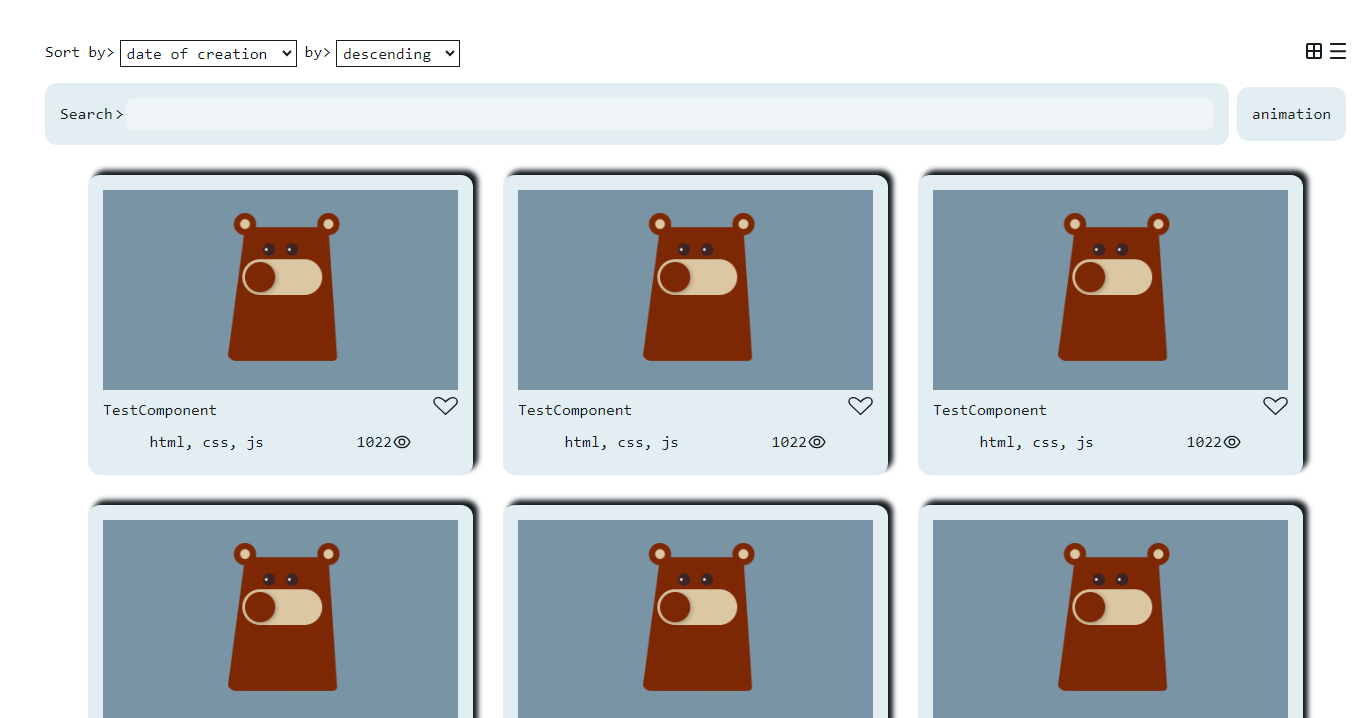 Sort by> date of creation by> descending
Search> animation
TestComponent TestComponent TestComponent
html, css, js 1022 html, css, js 1022 html, css, js 1022